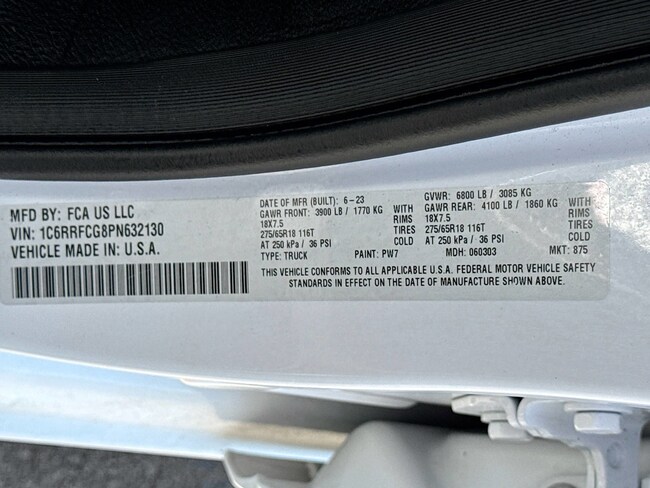 MFD BY: FCA US LLC
VIN: 1C6RRFCG8PN632130
VEHICLE MADE IN: U.S.A.
DATE OF MFR (BUILT): 6-23
GAWR FRONT: 3900 LB / 1770 KG WITH
18X7.5 RIMS
275/65R18 116T TIRES
AT 250 kPa / 36 PSI COLD
TYPE: TRUCK PAINT: PW7
GVWR: 6800 LB / 3085 KG
GAWR REAR: 4100 LB / 1860 KG WITH
18X7.5 RIMS
275/65R18 116T TIRES
AT 250 kPa / 36 PSI COLD
MDH: 060303 MKT: 875
THIS VEHICLE CONFORMS TO ALL APPLICABLE U.S.A. FEDERAL MOTOR VEHICLE SAFETY
STANDARDS IN EFFECT ON THE DATE OF MANUFACTURE SHOWN ABOVE.